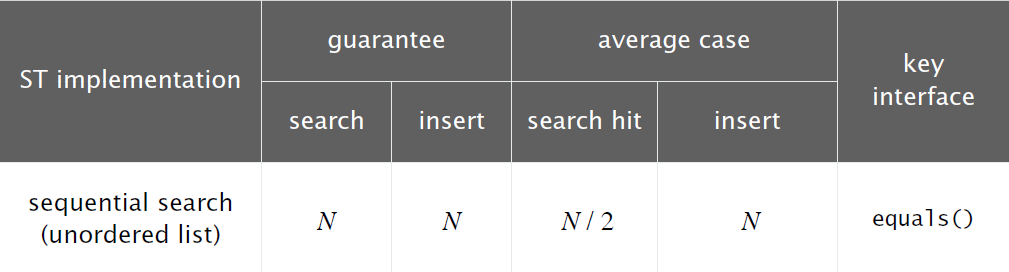 guarantee
average case
ST implementation
key
interface
search
insert
search hit
insert
sequential search
(unordered list)
N
N
N / 2
N
equals()